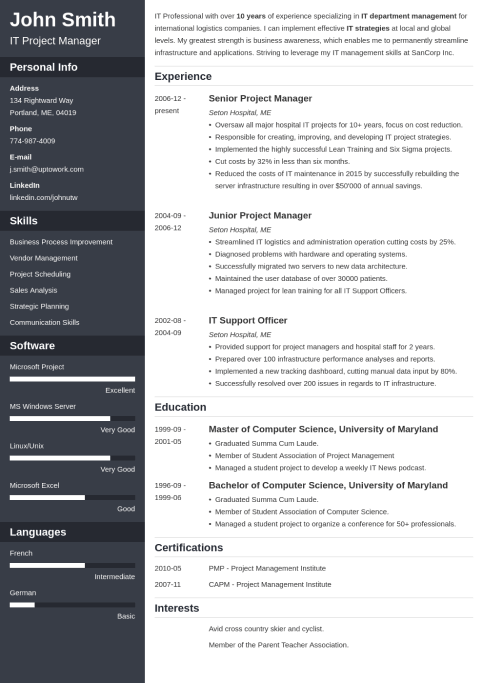 John Smith
IT Project Manager
Personal Info
Address
134 Rightward Way
Portland, ME, 04019
Phone
774-987-4009
E-mail
j.smith@uptowork.com
LinkedIn
linkedin.com/johnutw
Skills
Business Process Improvement
Vendor Management
Project Scheduling
Sales Analysis
Strategic Planning
Communication Skills
Software
Microsoft Project
Excellent
MS Windows Server
Very Good
Linux/Unix
Very Good
Microsoft Excel
Good
Languages
French
Intermediate
German
Basic
IT Professional with over 10 years of experience specializing in IT department management for
international logistics companies. I can implement effective IT strategies at local and global
levels. My greatest strength is business awareness, which enables me to permanently streamline
infrastructure and applications. Striving to leverage my IT management skills at SanCorp Inc.
Experience
2006-12 -
present
Senior Project Manager
Seton Hospital, ME
• Oversaw all major hospital IT projects for 10+ years, focus on cost reduction.
• Responsible for creating, improving, and developing IT project strategies.
• Implemented the highly successful Lean Training and Six Sigma projects.
• Cut costs by 32% in less than six months.
• Reduced the costs of IT maintenance in 2015 by successfully rebuilding the
server infrastructure resulting in over $50'000 of annual savings.
2004-09 -
2006-12
Junior Project Manager
Seton Hospital, ME
• Streamlined IT logistics and administration operation cutting costs by 25%.
• Diagnosed problems with hardware and operating systems.
• Successfully migrated two servers to new data architecture.
• Maintained the user database of over 30000 patients.
• Managed project for lean training for all IT Support Officers.
2002-08 -
2004-09
IT Support Officer
Seton Hospital, ME
• Provided support for project managers and hospital staff for 2 years.
• Prepared over 100 infrastructure performance analyses and reports.
• Implemented a new tracking dashboard, cutting manual data input by 80%.
• Successfully resolved over 200 issues in regards to IT infrastructure.
Education
1999-09 -
2001-05
Master of Computer Science, University of Maryland
• Graduated Summa Cum Laude.
• Member of Student Association of Project Management
• Managed a student project to develop a weekly IT News podcast.
1996-09 -
1999-06
Bachelor of Computer Science, University of Maryland
• Graduated Summa Cum Laude.
• Member of Student Association of Computer Science.
• Managed a student project to organize a conference for 50+ professionals.
Certifications
2010-05 PMP - Project Management Institute
2007-11 CAPM - Project Management Institute
Interests
Avid cross country skier and cyclist.
Member of the Parent Teacher Association.